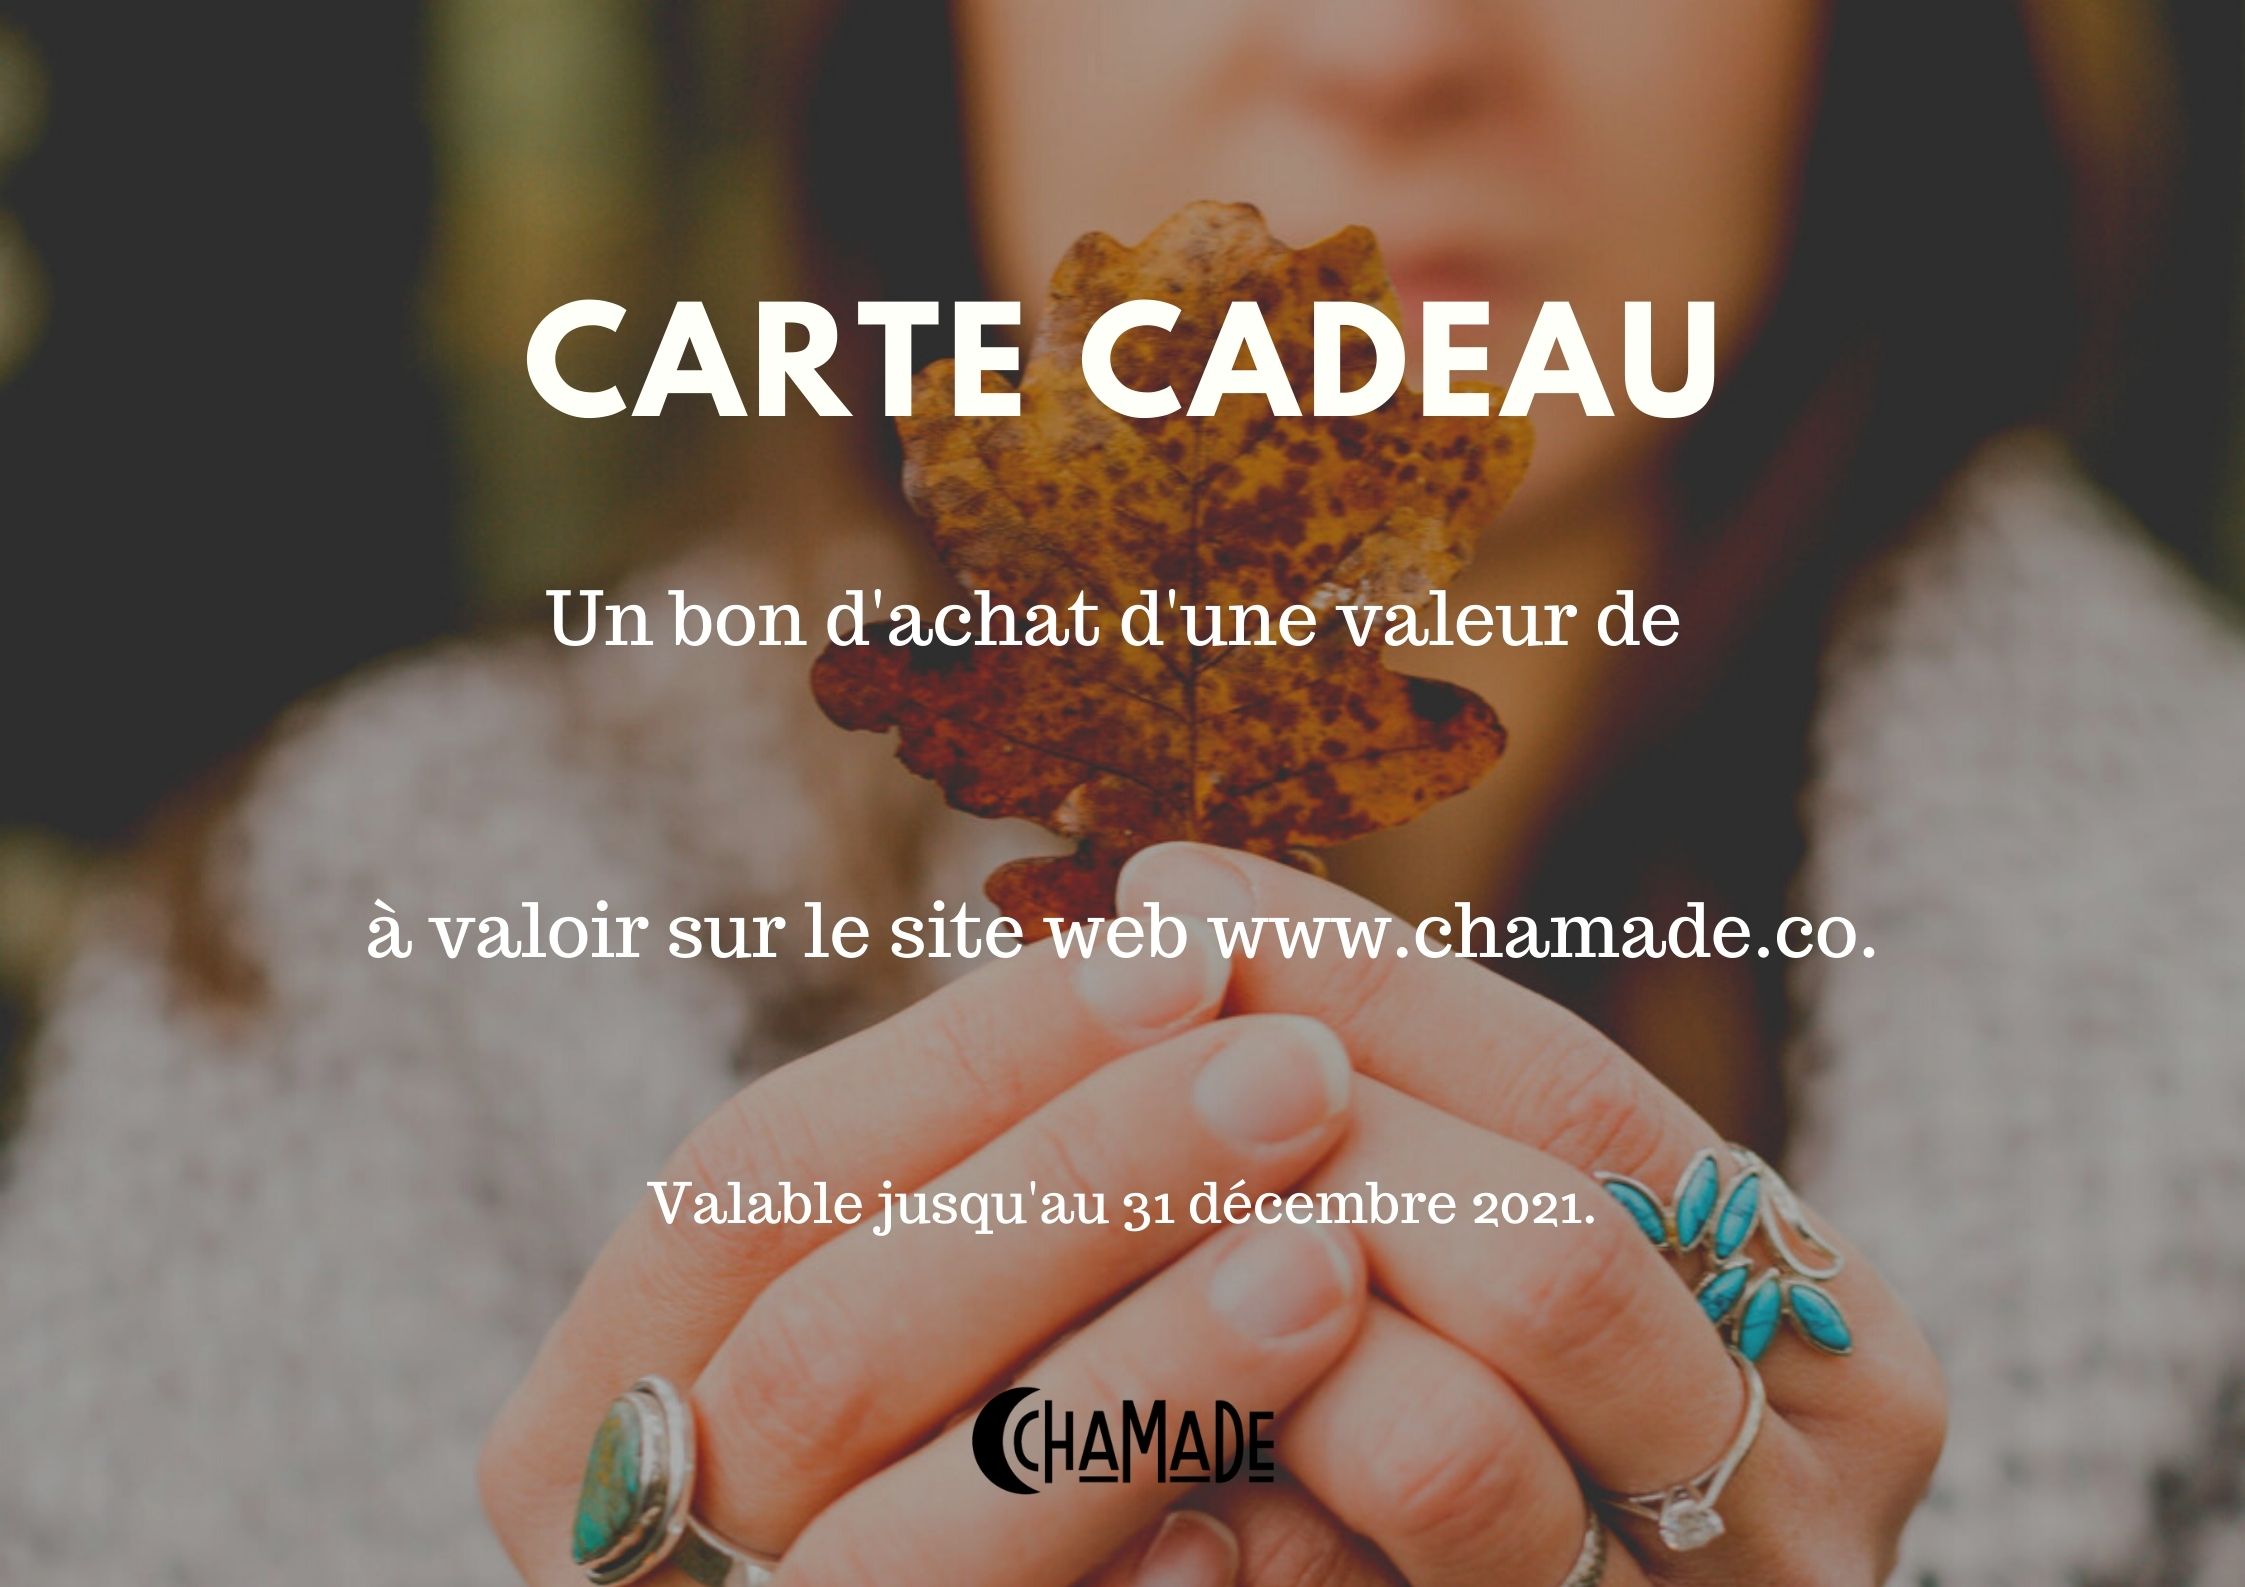 CARTE CADEAU
Un bon d'achat d'une valeur de
à valoir sur le site web www.chamade.co.
Valable jusqu'au 31 décembre 2021.
CHAMADE